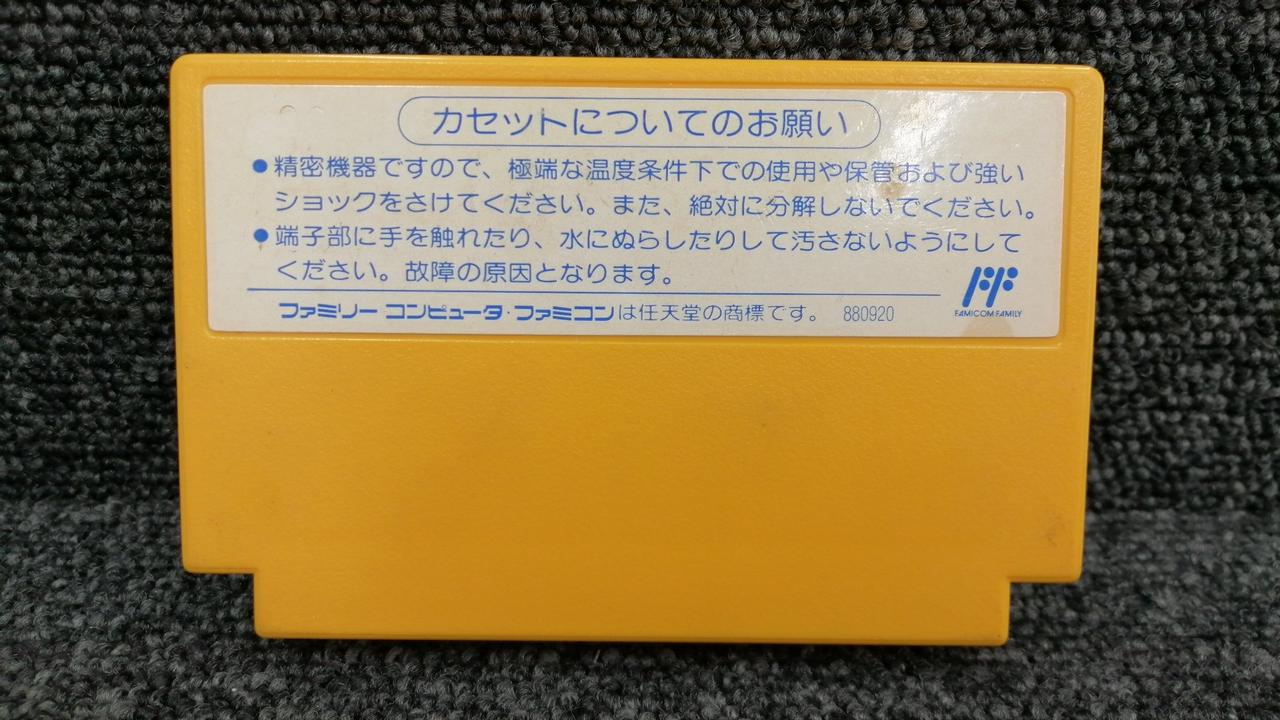 カセットについてのお願い
●精密機器ですので、極端な温度条件下での使用や保管および強い
ショックをさけてください。また、絶対に分解しないでください。
●端子部に手を触れたり、水にぬらしたりして汚さないようにして
ください。故障の原因となります。
ファミリーコンピュータ・ファミコンは任天堂の商標です。 880920
FF
FAMICOM FAMILY